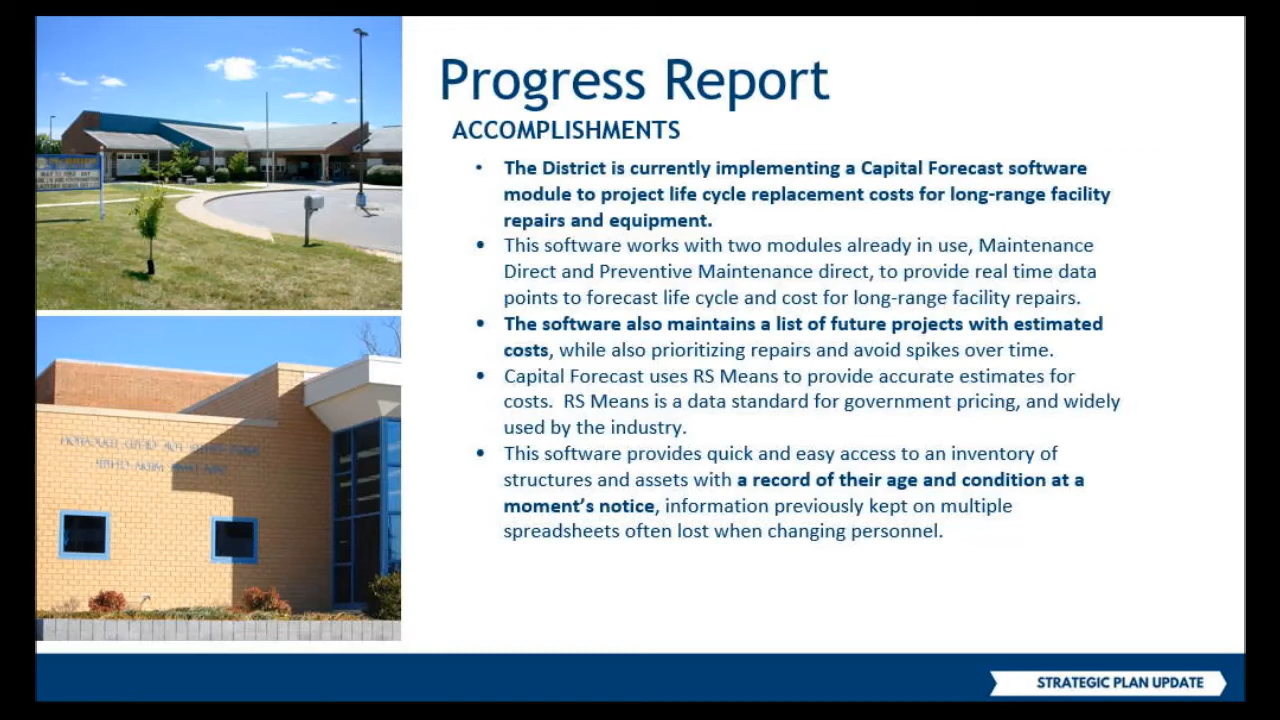 Progress Report
ACCOMPLISHMENTS
• The District is currently implementing a Capital Forecast software
module to project life cycle replacement costs for long-range facility
repairs and equipment.
• This software works with two modules already in use, Maintenance
Direct and Preventive Maintenance direct, to provide real time data
points to forecast life cycle and cost for long-range facility repairs.
• The software also maintains a list of future projects with estimated
costs, while also prioritizing repairs and avoid spikes over time.
• Capital Forecast uses RS Means to provide accurate estimates for
costs.  RS Means is a data standard for government pricing, and widely
used by the industry.
• This software provides quick and easy access to an inventory of
structures and assets with a record of their age and condition at a
moment’s notice, information previously kept on multiple
spreadsheets often lost when changing personnel.
STRATEGIC PLAN UPDATE